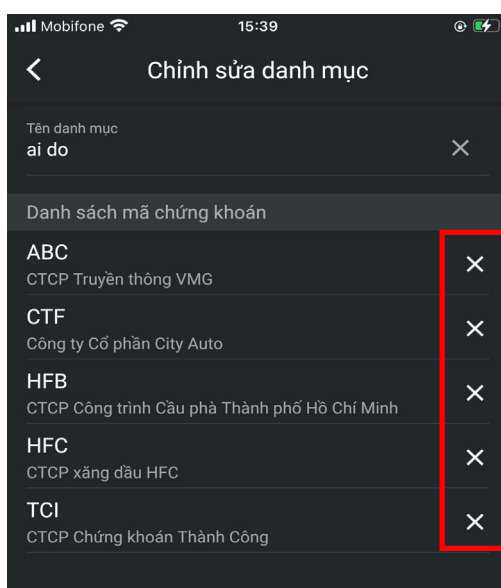 Mobifone 15:39
Chỉnh sửa danh mục
Tên danh mục
ai do
Danh sách mã chứng khoán
ABC
CTCP Truyền thông VMG
CTF
Công ty Cổ phần City Auto
HFB
CTCP Công trình Cầu phà Thành phố Hồ Chí Minh
HFC
CTCP xăng dầu HFC
TCI
CTCP Chứng khoán Thành Công